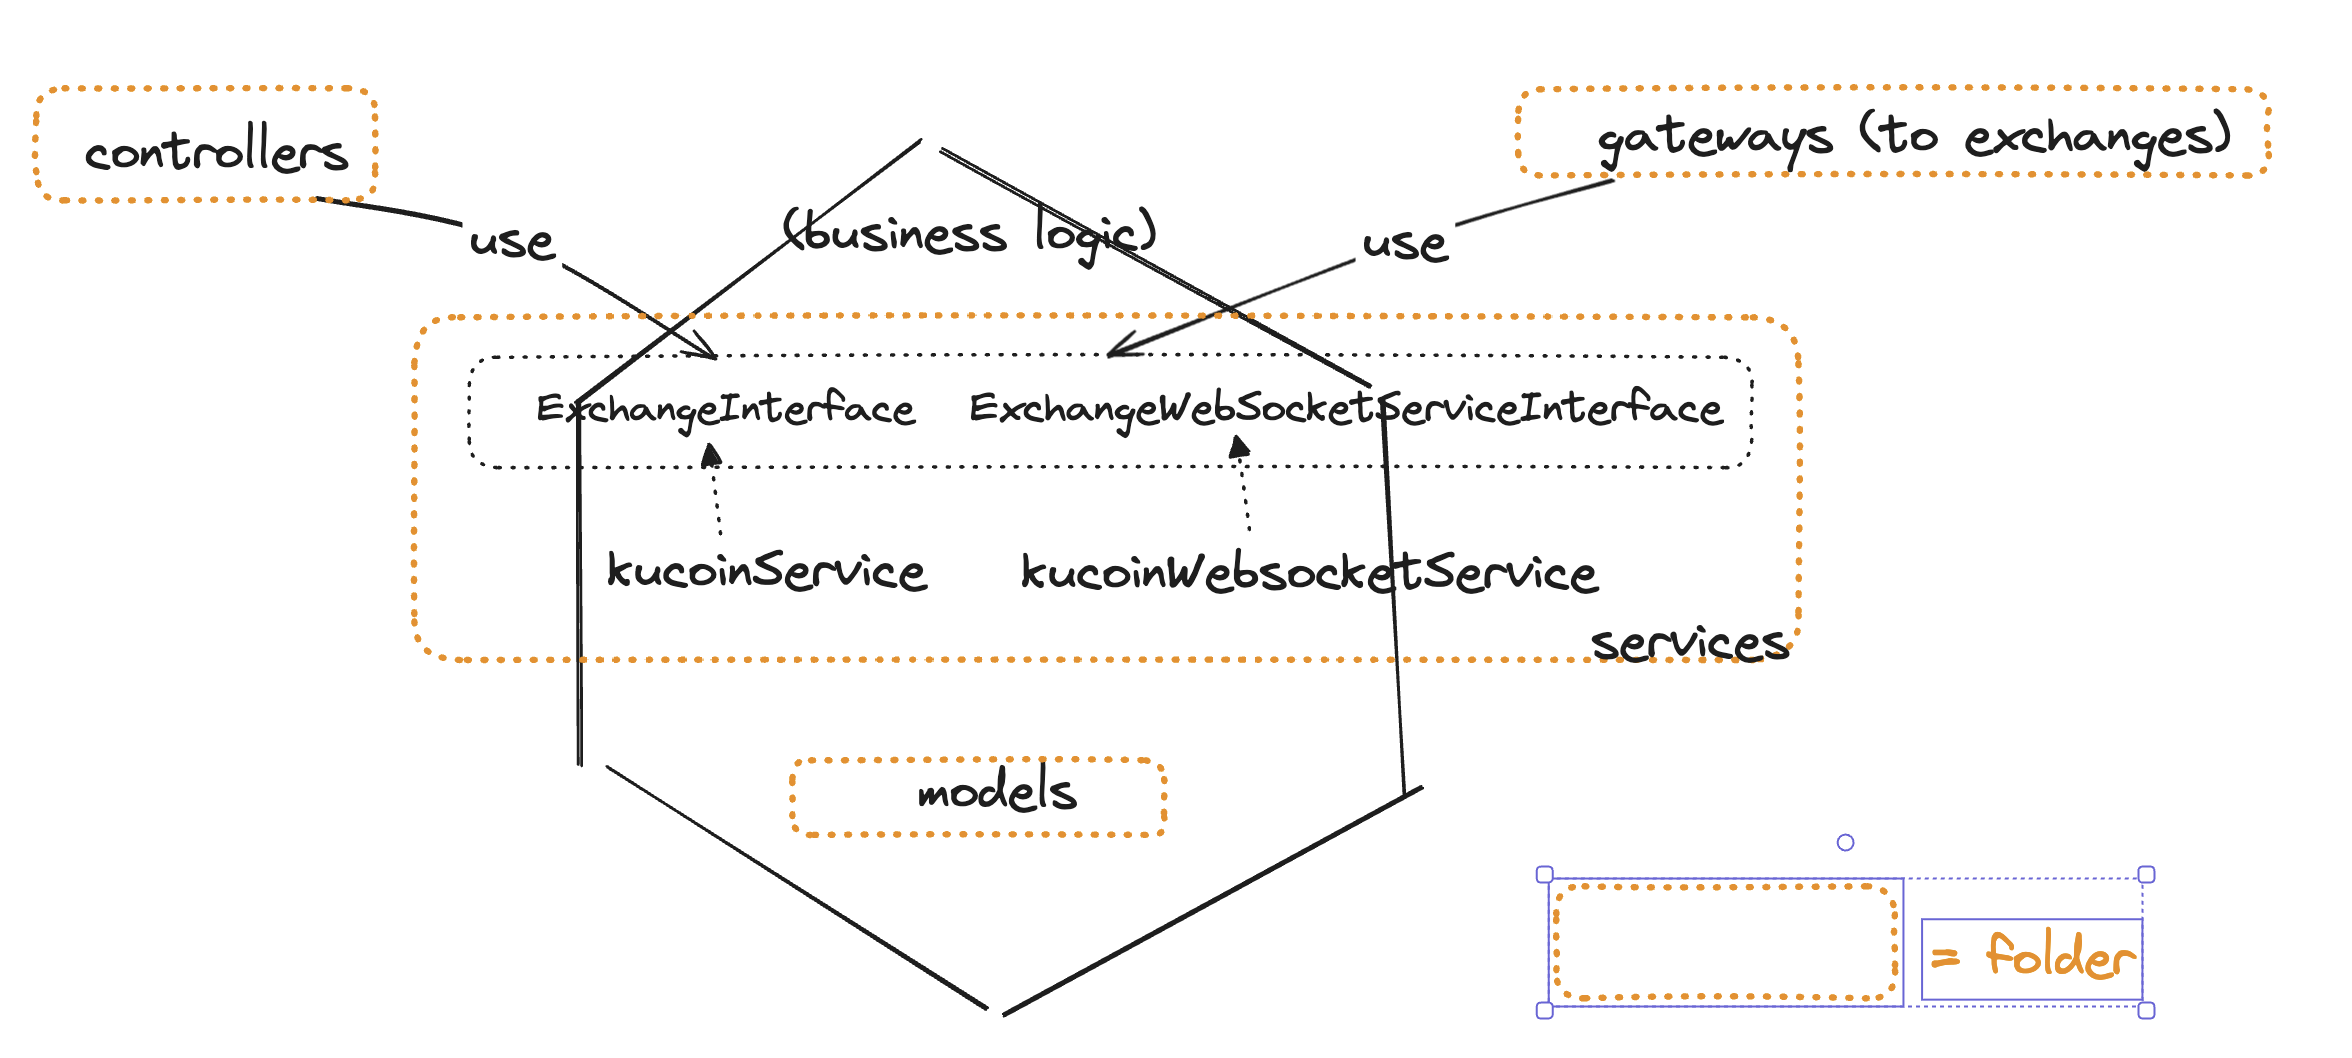 controllers
gateways (to exchanges)
(business logic)
use
use
ExchangeInterface
ExchangeWebSocketServiceInterface
kucoinService
kucoinWebsocketService
services
models
= folder